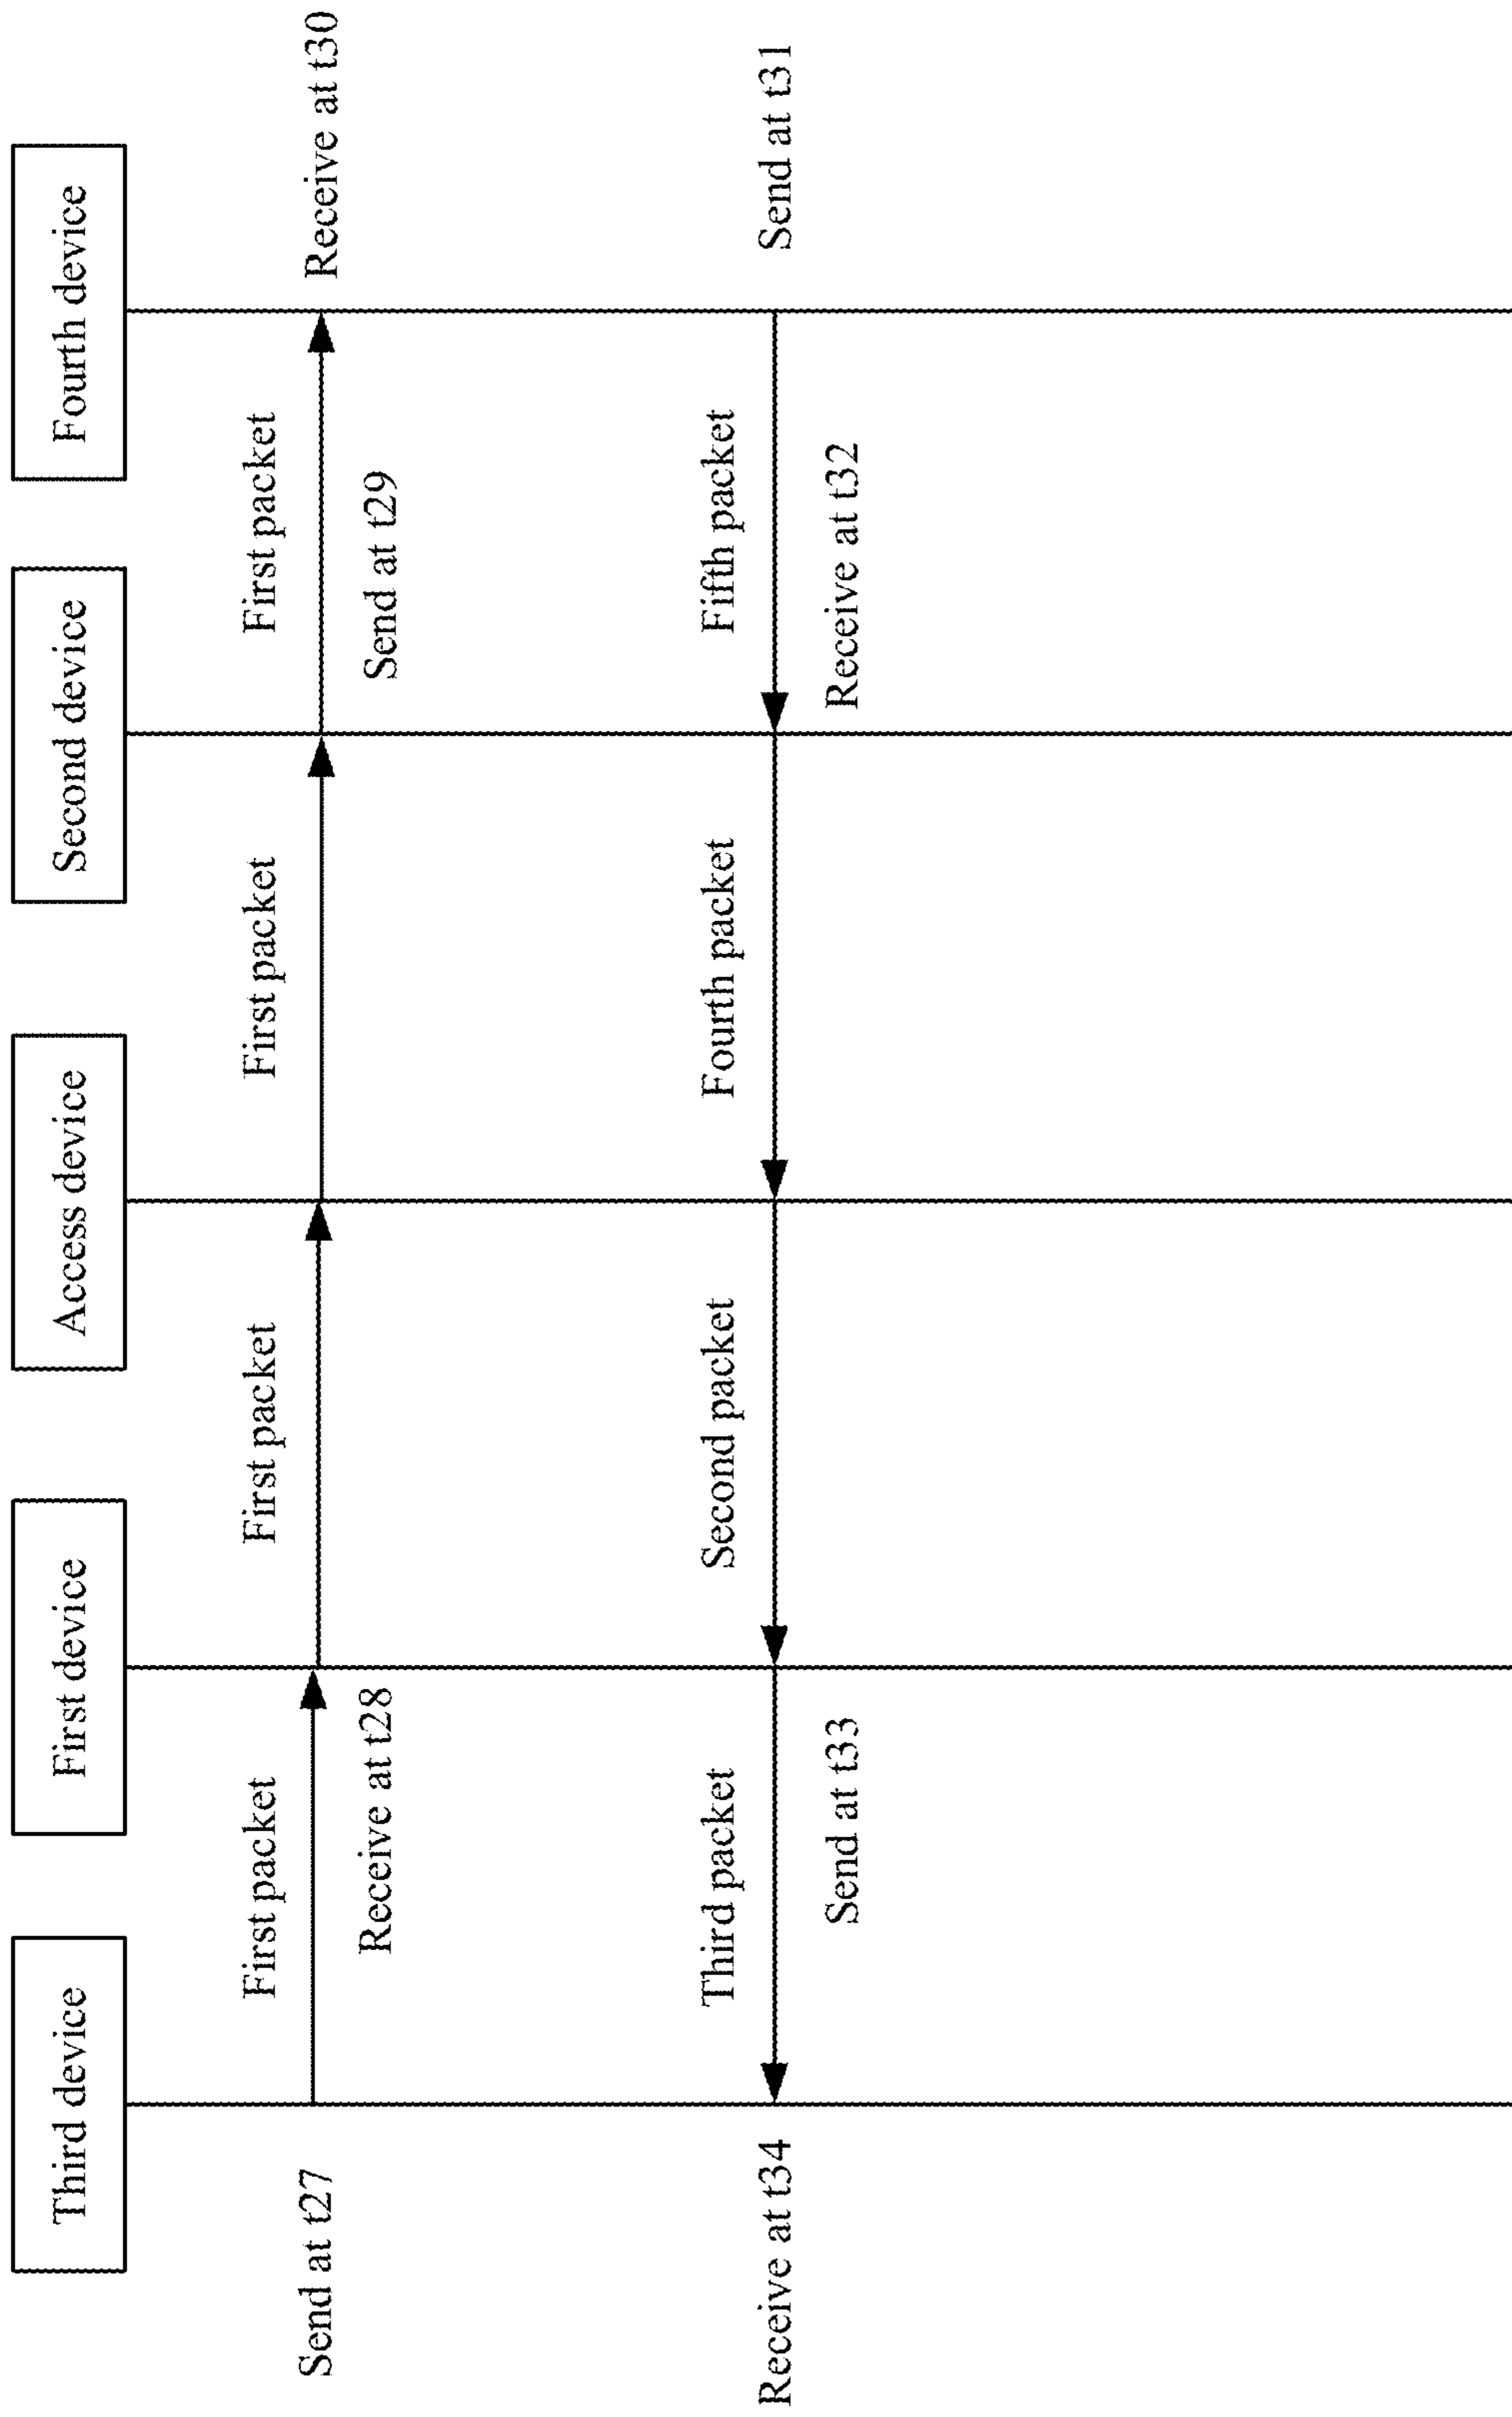 Third device
First device
Access device
Second device
Fourth device
First packet
First packet
First packet
First packet
Send at t27
Receive at t30
Receive at t28
Send at t29
Third packet
Second packet
Fourth packet
Fifth packet
Receive at t34
Send at t31
Send at t33
Receive at t32